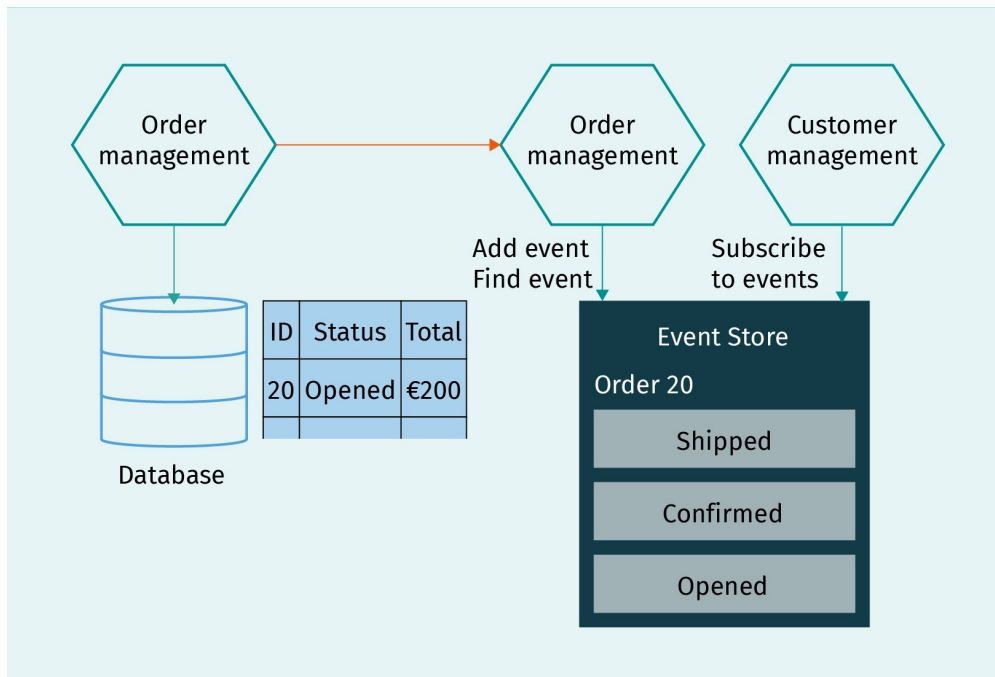 Order
management
Order
management
Customer
management
Add event
Find event
Subscribe
to events
ID Status Total
20 Opened €200
Database
Event Store
Order 20
Shipped
Confirmed
Opened